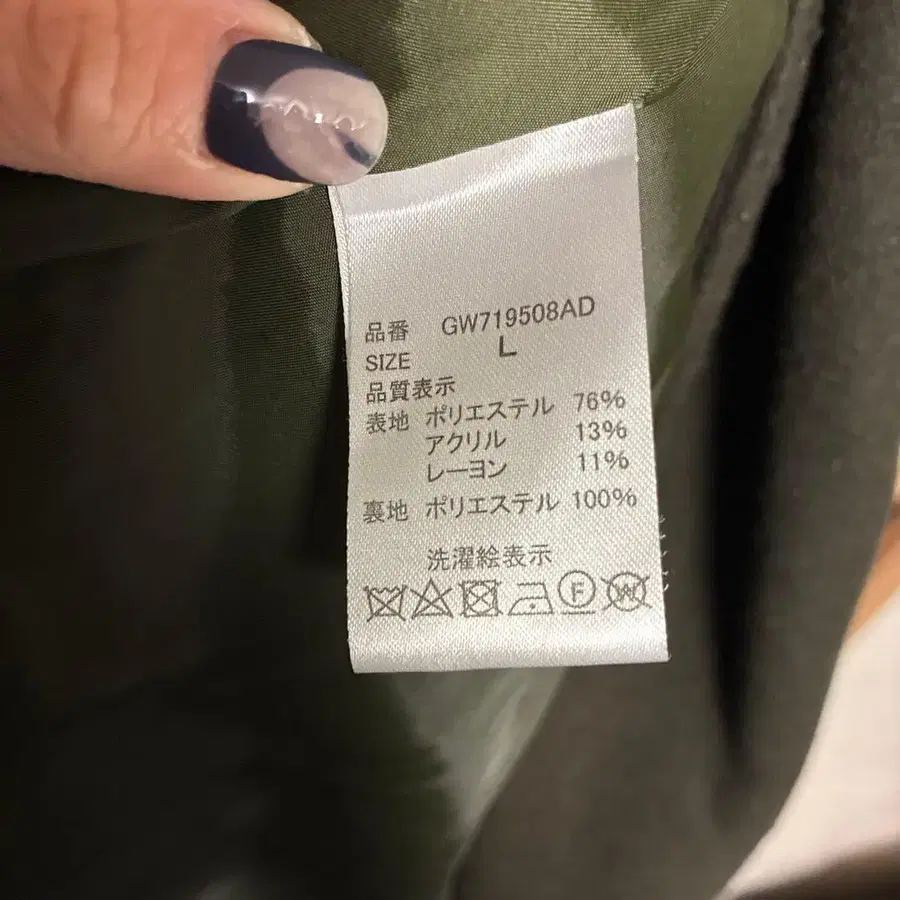 品番 GW719508AD
SIZE L
品質表示
表地 ポリエステル 76%
アクリル 13%
レーヨン 11%
裏地 ポリエステル 100%
洗濯絵表示
F W